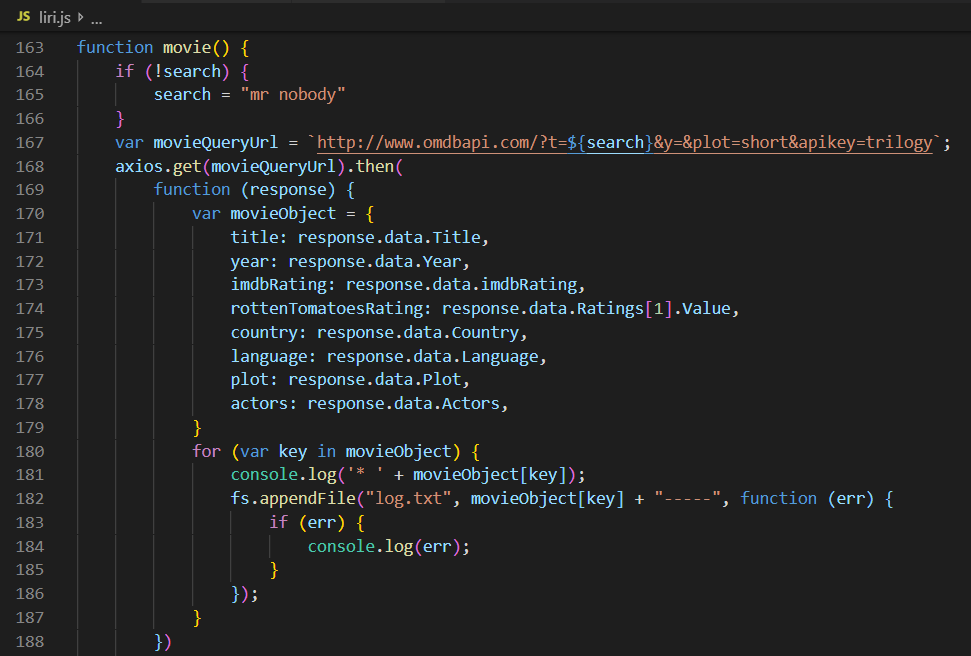 JS liri.js ▸ ...
163 function movie() {
164 if (!search) {
165 search = "mr nobody"
166 }
167 var movieQueryUrl = `http://www.omdbapi.com/?t=${search}&y=&plot=short&apikey=trilogy`;
168 axios.get(movieQueryUrl).then(
169 function (response) {
170 var movieObject = {
171 title: response.data.Title,
172 year: response.data.Year,
173 imdbRating: response.data.imdbRating,
174 rottenTomatoesRating: response.data.Ratings[1].Value,
175 country: response.data.Country,
176 language: response.data.Language,
177 plot: response.data.Plot,
178 actors: response.data.Actors,
179 }
180 for (var key in movieObject) {
181 console.log('* ' + movieObject[key]);
182 fs.appendFile("log.txt", movieObject[key] + "-----", function (err) {
183 if (err) {
184 console.log(err);
185 }
186 });
187 }
188 })